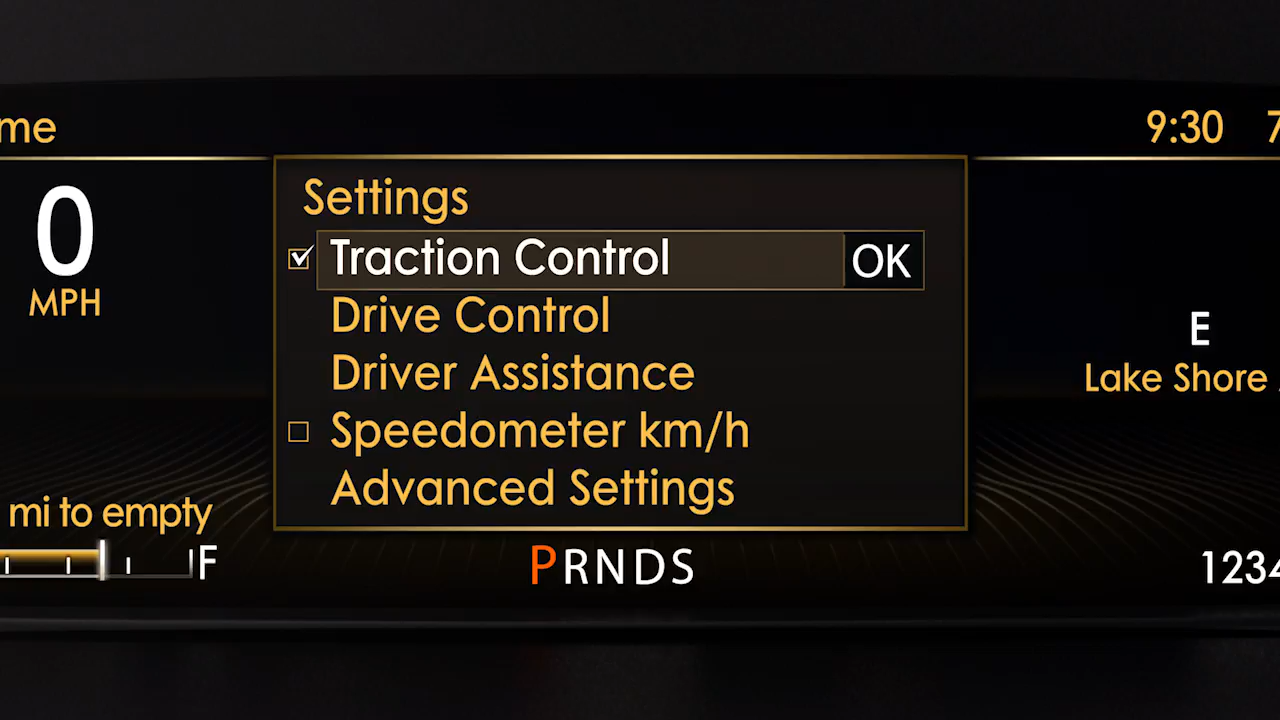 me
9:30 7
0
MPH
Settings
Traction Control OK
Drive Control
Driver Assistance
Speedometer km/h
Advanced Settings
E
Lake Shore
mi to empty
F
PRNDS
1234